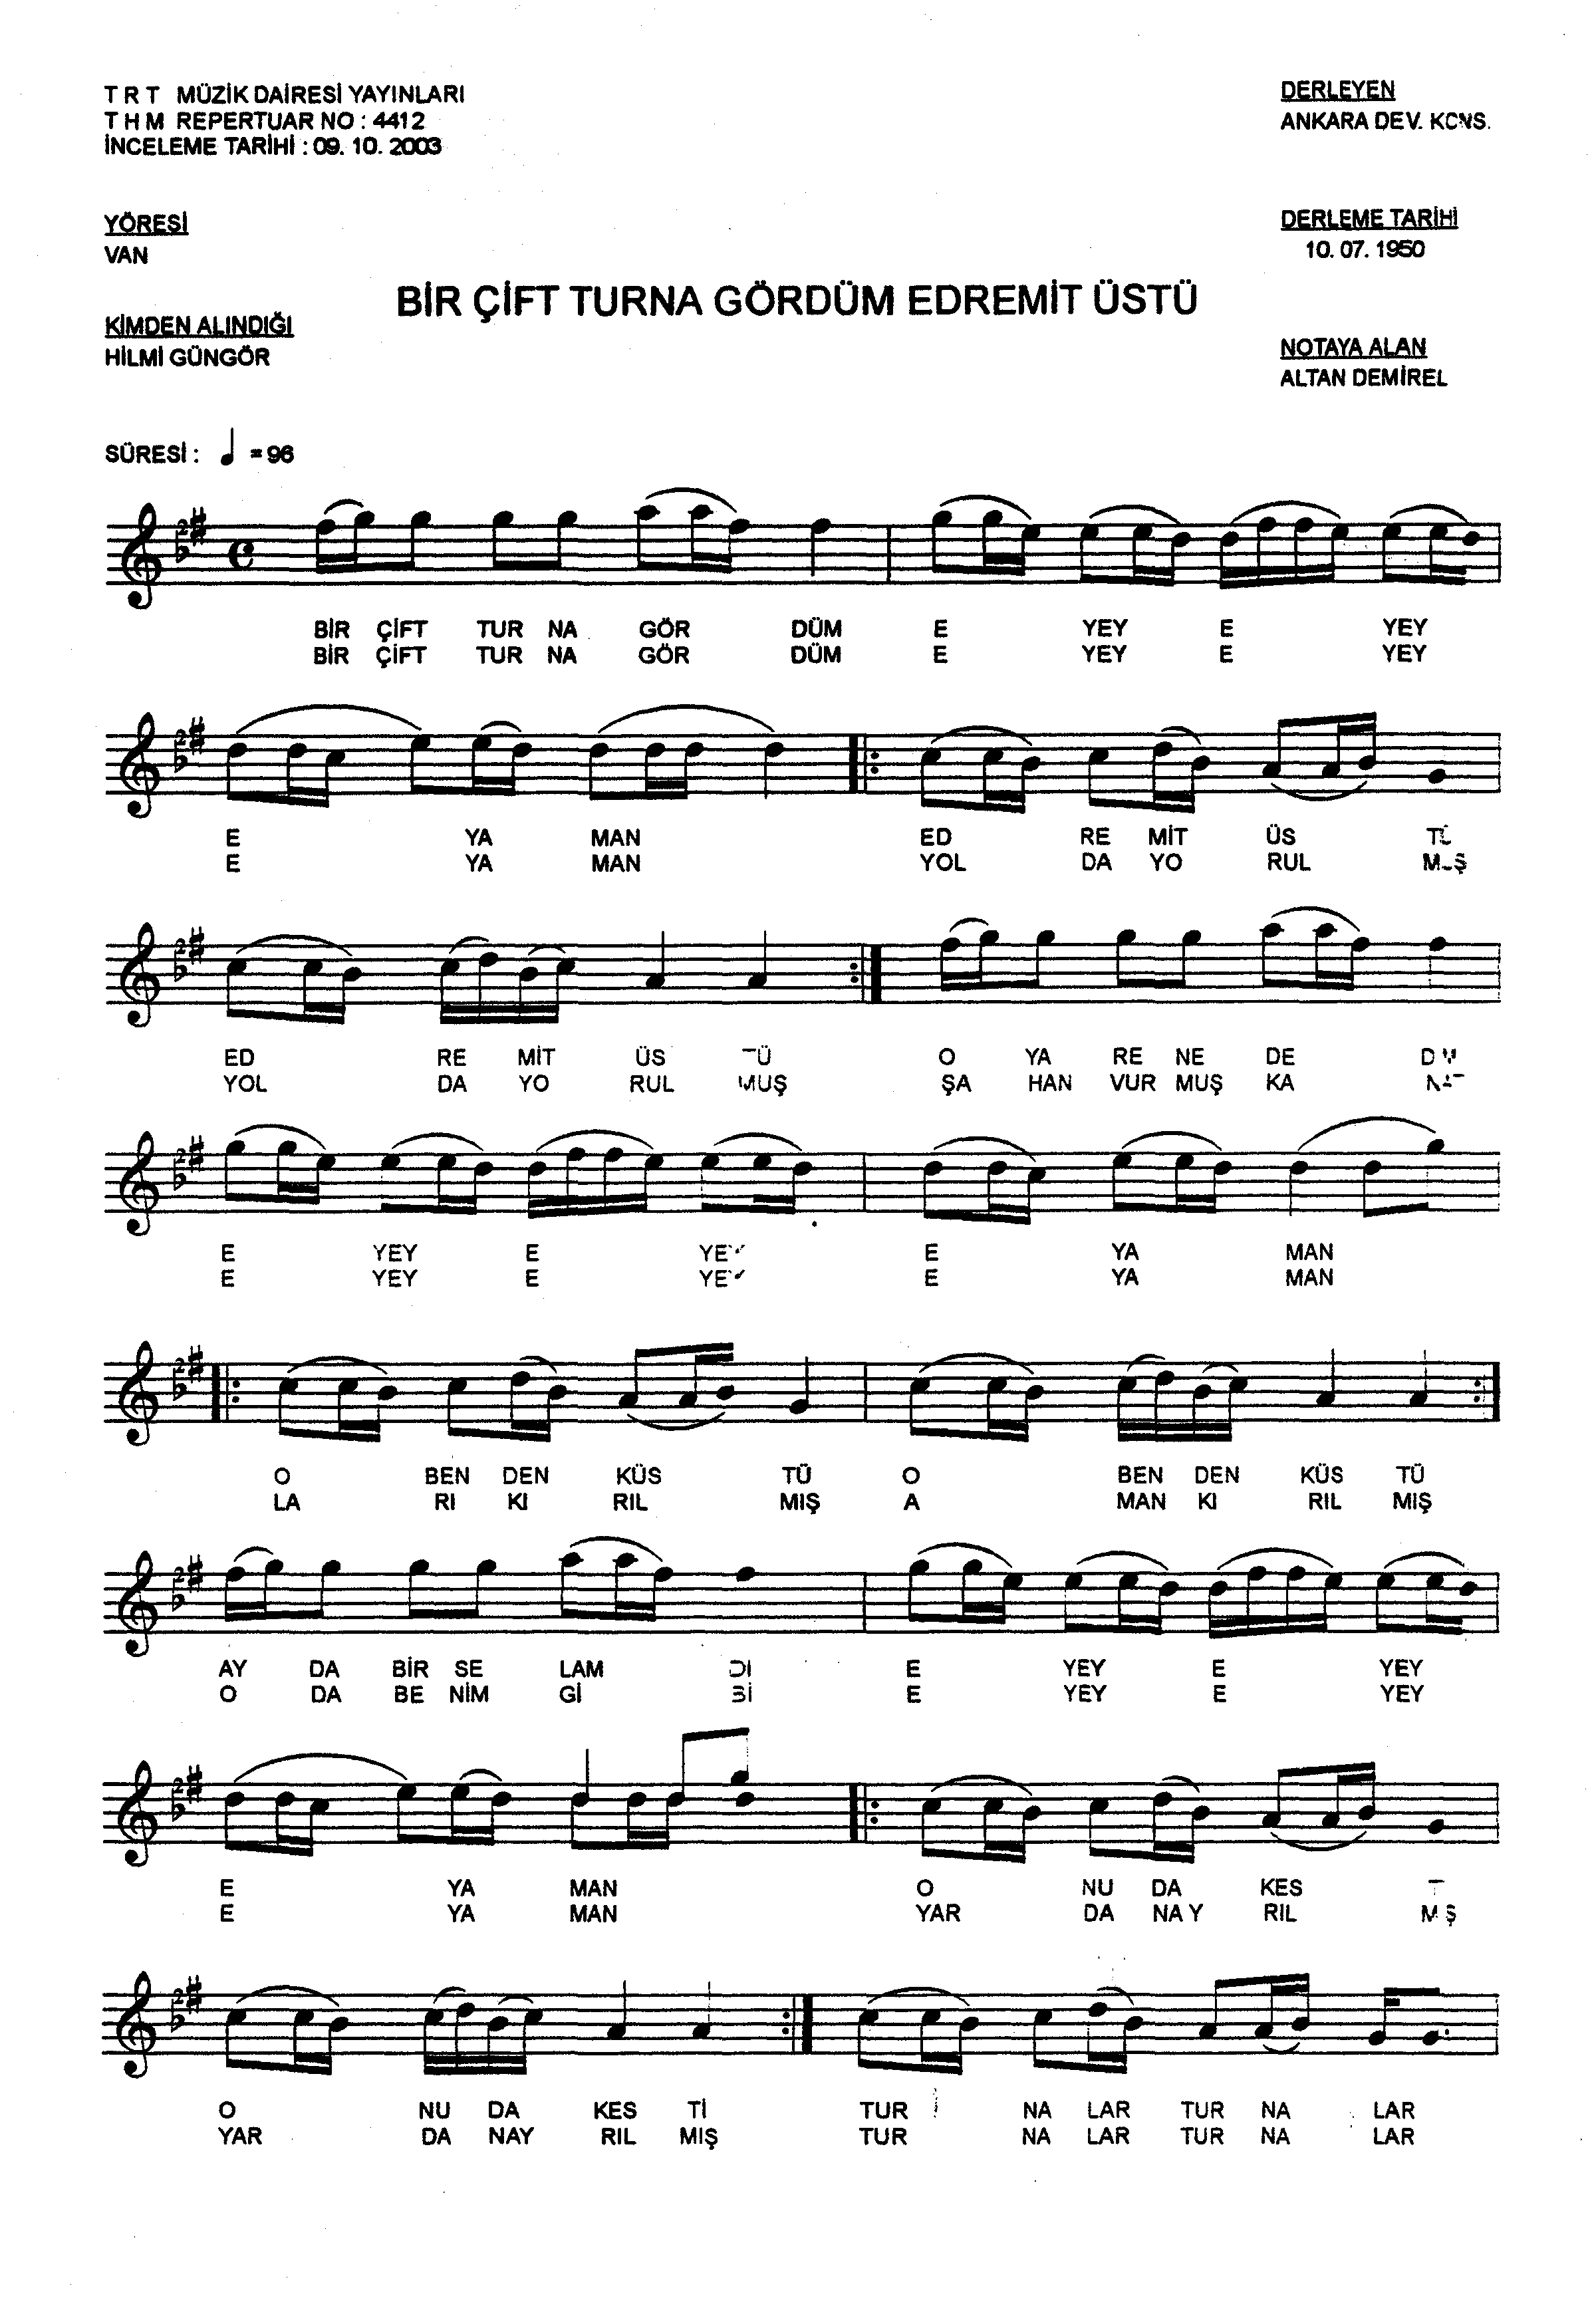 T R T MÜZİK DAİRESİ YAYINLARI
T H M REPERTUAR NO : 4412
İNCELEME TARİHİ : 09. 10. 2003
DERLEYEN
ANKARA DEV. KONS.
YÖRESİ
VAN
DERLEME TARİHİ
10. 07. 1950
BİR ÇİFT TURNA GÖRDÜM EDREMİT ÜSTÜ
KİMDEN ALINDIĞI
HİLMİ GÜNGÖR
NOTAYA ALAN
ALTAN DEMİREL
SÜRESİ : ♩ = 96
BİR ÇİFT TUR NA GÖR DÜM E YEY E YEY
BİR ÇİFT TUR NA GÖR DÜM E YEY E YEY
E YA MAN ED RE MİT ÜS TÜ
E YA MAN YOL DA YO RUL MUŞ
ED RE MİT ÜS TÜ O YA RE NE DE
YOL DA YO RUL MUŞ ŞA HAN VUR MUŞ KA NAT
E YEY E YEY E YA MAN
E YEY E YEY E YA MAN
O BEN DEN KÜS TÜ O BEN DEN KÜS TÜ
LA RI KI RIL MIŞ A MAN KI RIL MIŞ
AY DA BİR SE LAM DI E YEY E YEY
O DA BE NİM Gİ Bİ E YEY E YEY
E YA MAN O NU DA KES
E YA MAN YAR DA NA Y RIL MIŞ
O NU DA KES Tİ TUR NA LAR TUR NA LAR
YAR DA NAY RIL MIŞ TUR NA LAR TUR NA LAR